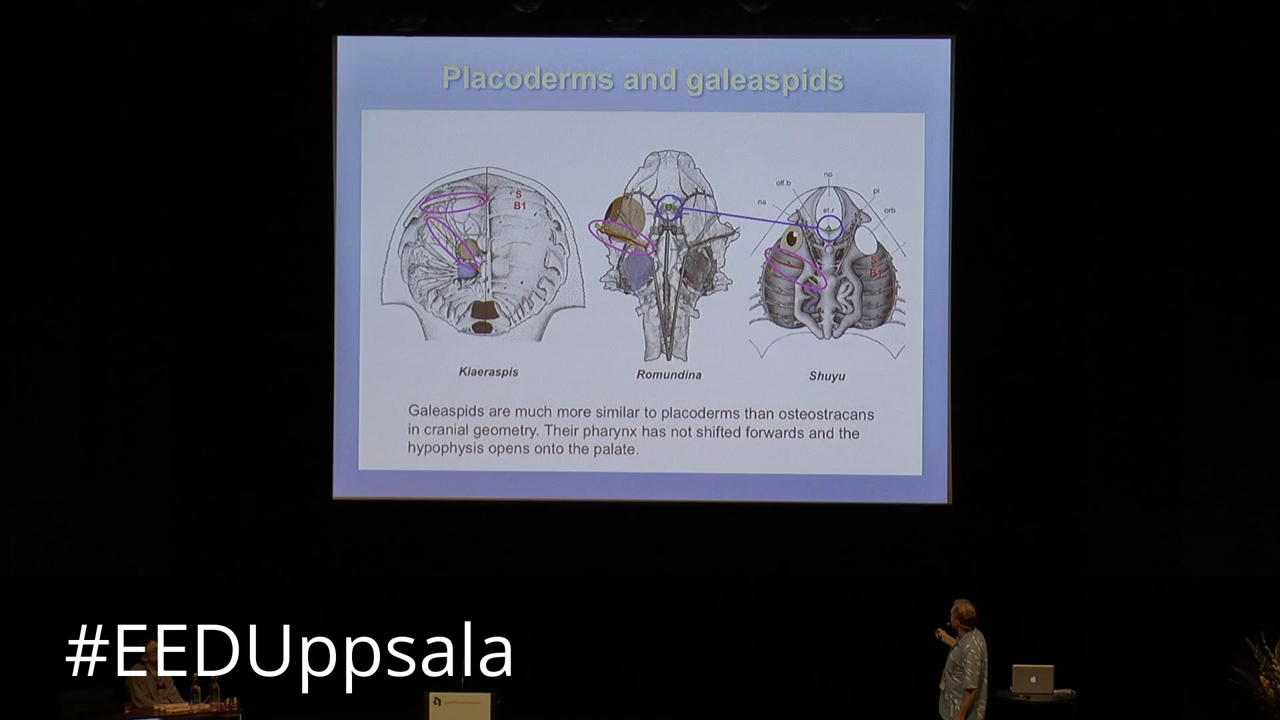 Placoderms and galeaspids
S
B1
no
olf.b
pi
na
et.r
orb
S
B1
Kiaeraspis
Romundina
Shuyu
Galeaspids are much more similar to placoderms than osteostracans
in cranial geometry. Their pharynx has not shifted forwards and the
hypophysis opens onto the palate.
#EEDUppsala